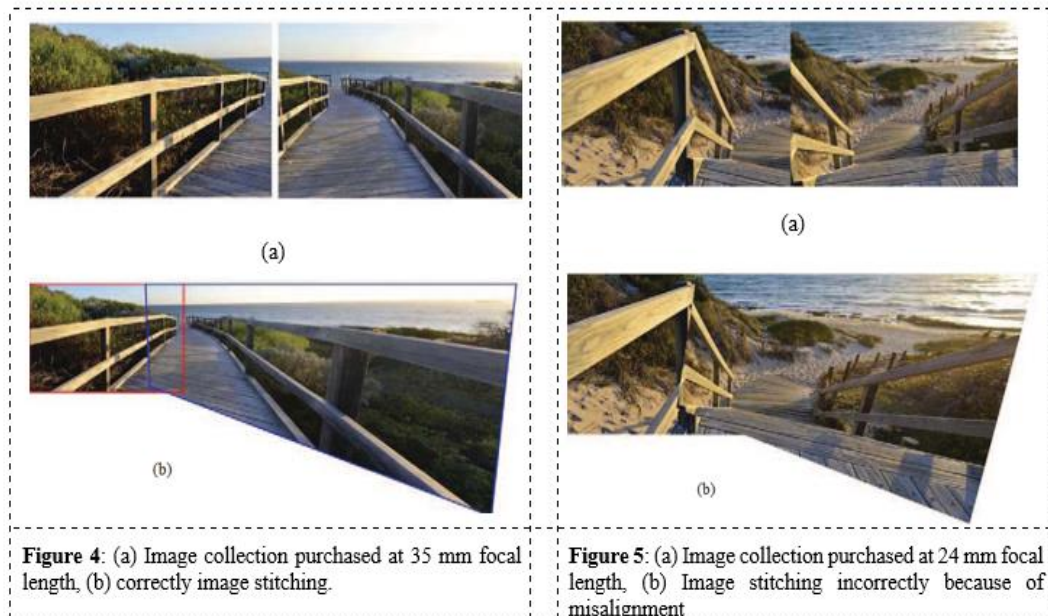 (a)
(a)
(b)
(b)
Figure 4: (a) Image collection purchased at 35 mm focal
length, (b) correctly image stitching.
Figure 5: (a) Image collection purchased at 24 mm focal
length, (b) Image stitching incorrectly because of
misalignment